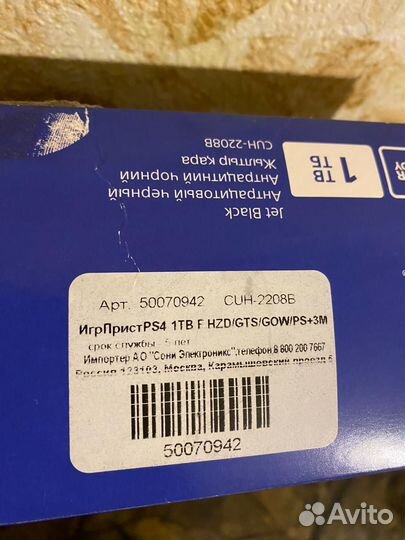 CUH-2208B
Жылтыр қара
Антрацитний чорний
Антрацитовый черный
Jet Black
1 TB
ТБ
Арт. 50070942 CUH-2208Б
ИгрПристPS4 1TB F HZD/GTS/GOW/PS+3M
срок службы - 5 лет
Импортер АО "Сони Электроникс",телефон 8 800 200 7667
Россия 123103, Москва, Карамышевский проезд 6
50070942
Avito